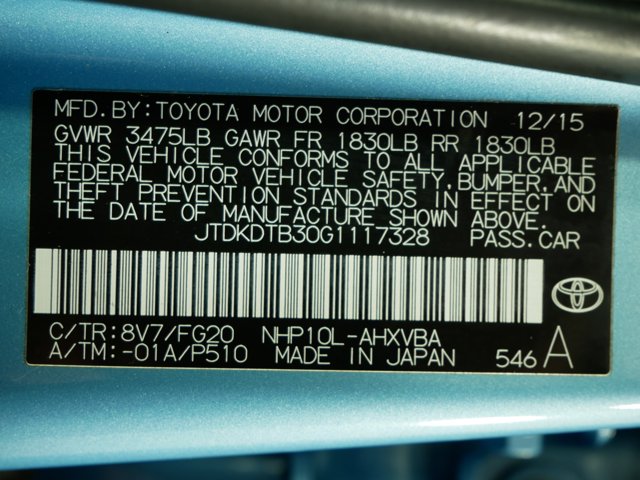 MFD.BY:TOYOTA MOTOR CORPORATION 12/15
GVWR 3475LB GAWR FR 1830LB RR 1830LB
THIS VEHICLE CONFORMS TO ALL APPLICABLE
FEDERAL MOTOR VEHICLE SAFETY,BUMPER,AND
THEFT PREVENTION STANDARDS IN EFFECT ON
THE DATE OF MANUFACTURE SHOWN ABOVE.
JTDKDTB30G1117328 PASS.CAR
C/TR:8V7/FG20 NHP10L-AHXVBA
A/TM:-01A/P510 MADE IN JAPAN 546 A